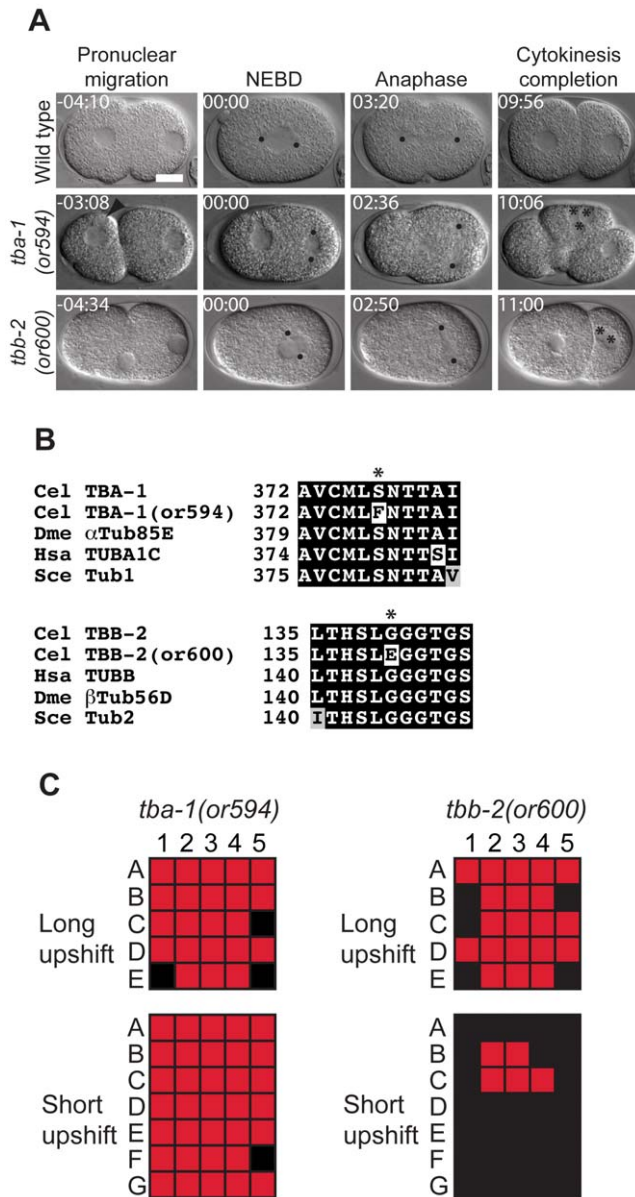 A
Pronuclear migration
NEBD
Anaphase
Cytokinesis completion
Wild type
-04:10
00:00
03:20
09:56
tba-1 (or594)
-03:08
00:00
02:36
10:06
**
*
tbb-2 (or600)
-04:34
00:00
02:50
11:00
**
B
*
Cel TBA-1 372 AVCMLSNTTAI
Cel TBA-1(or594) 372 AVCMLFNTTAI
Dme αTub85E 379 AVCMLSNTTAI
Hsa TUBA1C 374 AVCMLSNTTSI
Sce Tub1 375 AVCMLSNTTAV
*
Cel TBB-2 135 LTHSLGGGTGS
Cel TBB-2(or600) 135 LTHSLEGGTGS
Hsa TUBB 140 LTHSLGGGTGS
Dme βTub56D 140 LTHSLGGGTGS
Sce Tub2 140 ITHSLGGGTGS
C
tba-1(or594)
1 2 3 4 5
Long upshift
A
B
C
D
E
Short upshift
A
B
C
D
E
F
G
tbb-2(or600)
1 2 3 4 5
Long upshift
A
B
C
D
E
Short upshift
A
B
C
D
E
F
G